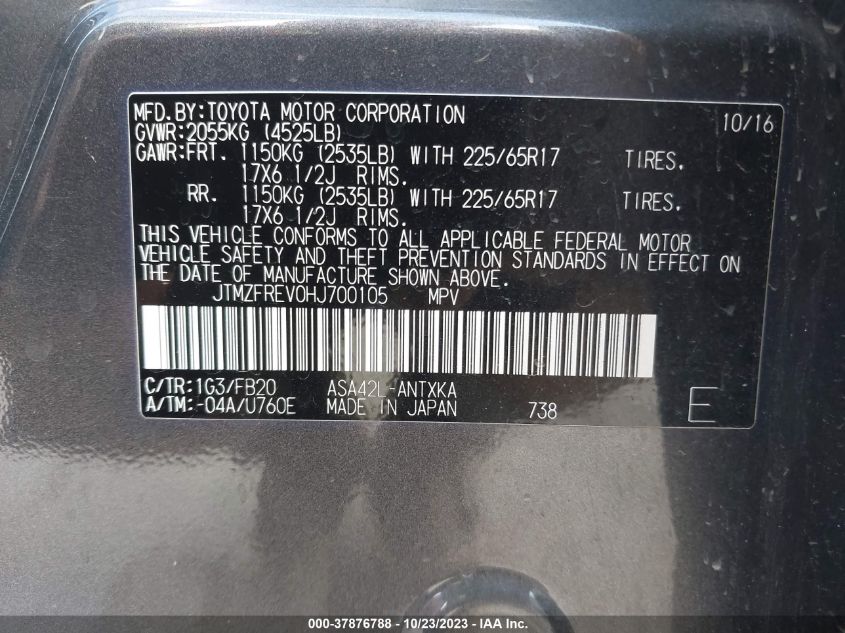 MFD.BY:TOYOTA MOTOR CORPORATION 10/16
GVWR:2055KG (4525LB)
GAWR:FRT. 1150KG (2535LB) WITH 225/65R17 TIRES.
17X6 1/2J RIMS.
RR. 1150KG (2535LB) WITH 225/65R17 TIRES.
17X6 1/2J RIMS.
THIS VEHICLE CONFORMS TO ALL APPLICABLE FEDERAL MOTOR
VEHICLE SAFETY AND THEFT PREVENTION STANDARDS IN EFFECT ON
THE DATE OF MANUFACTURE SHOWN ABOVE.
JTMZFREV0HJ700105 MPV
C/TR:1G3/FB20 ASA42L-ANTXKA
A/TM:-04A/U760E MADE IN JAPAN 738 E
000-37876788 - 10/23/2023 - IAA Inc.